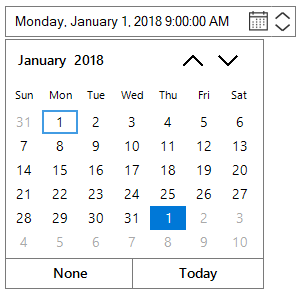 Monday, January 1, 2018 9:00:00 AM
January 2018
Sun Mon Tue Wed Thu Fri Sat
31 1 2 3 4 5 6
7 8 9 10 11 12 13
14 15 16 17 18 19 20
21 22 23 24 25 26 27
28 29 30 31 1 2 3
4 5 6 7 8 9 10
None Today